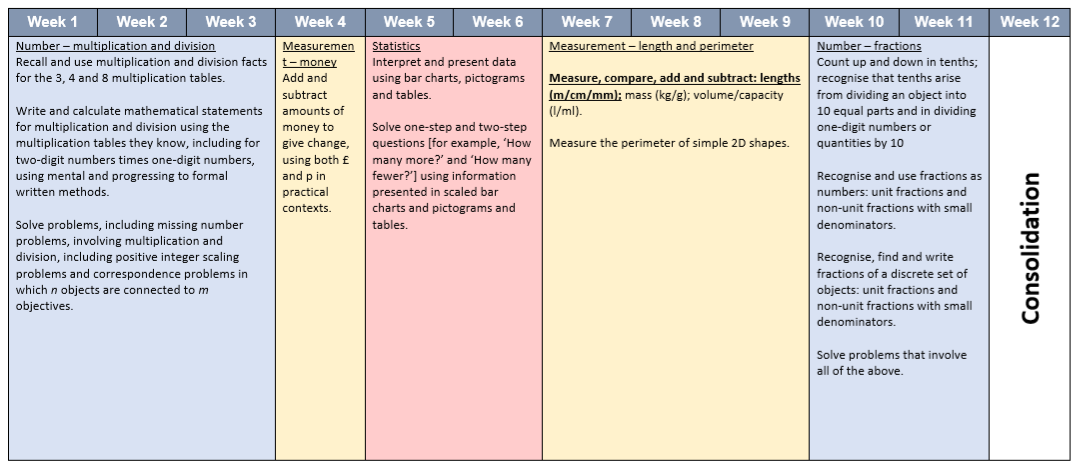 Week 1 Week 2 Week 3 Week 4 Week 5 Week 6 Week 7 Week 8 Week 9 Week 10 Week 11 Week 12
Number – multiplication and division
Recall and use multiplication and division facts
for the 3, 4 and 8 multiplication tables.
Write and calculate mathematical statements
for multiplication and division using the
multiplication tables they know, including for
two-digit numbers times one-digit numbers,
using mental and progressing to formal
written methods.
Solve problems, including missing number
problems, involving multiplication and
division, including positive integer scaling
problems and correspondence problems in
which n objects are connected to m
objectives.
Measuremen
t – money
Add and
subtract
amounts of
money to
give change,
using both £
and p in
practical
contexts.
Statistics
Interpret and present data
using bar charts, pictograms
and tables.
Solve one-step and two-step
questions [for example, ‘How
many more?’ and ‘How many
fewer?’] using information
presented in scaled bar
charts and pictograms and
tables.
Measurement – length and perimeter
Measure, compare, add and subtract: lengths
(m/cm/mm); mass (kg/g); volume/capacity
(l/ml).
Measure the perimeter of simple 2D shapes.
Number – fractions
Count up and down in tenths;
recognise that tenths arise
from dividing an object into
10 equal parts and in dividing
one-digit numbers or
quantities by 10
Recognise and use fractions as
numbers: unit fractions and
non-unit fractions with small
denominators.
Recognise, find and write
fractions of a discrete set of
objects: unit fractions and
non-unit fractions with small
denominators.
Solve problems that involve
all of the above.
Consolidation